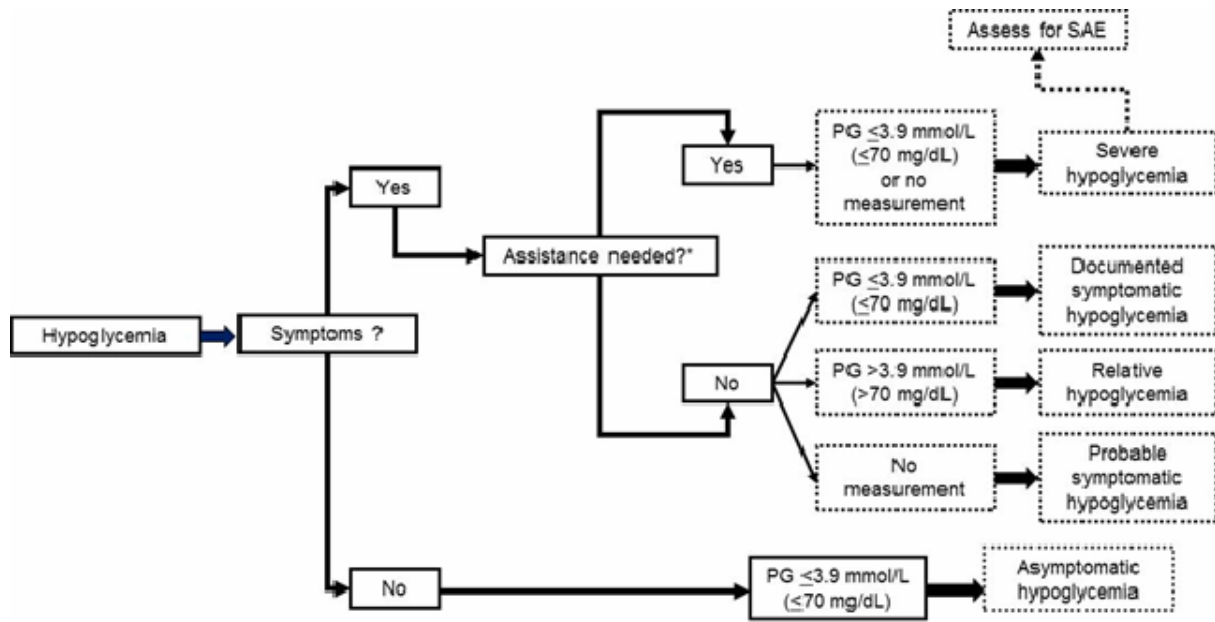 Assess for SAE
Yes
PG ≤3.9 mmol/L
(≤70 mg/dL)
or no
measurement
Severe
hypoglycemia
Yes
Assistance needed?*
PG ≤3.9 mmol/L
(≤70 mg/dL)
Documented
symptomatic
hypoglycemia
Hypoglycemia
Symptoms ?
No
PG >3.9 mmol/L
(>70 mg/dL)
Relative
hypoglycemia
No
measurement
Probable
symptomatic
hypoglycemia
No
PG ≤3.9 mmol/L
(≤70 mg/dL)
Asymptomatic
hypoglycemia